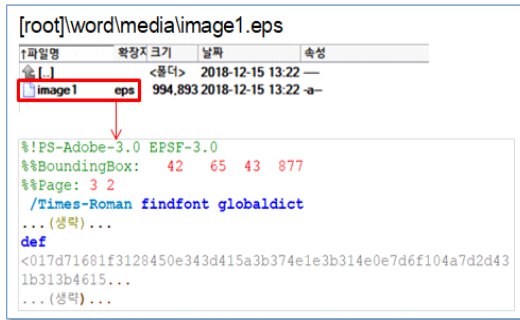 [root]\word\media\image1.eps
↑파일명 확장자 크기 날짜 속성
[..] <폴더> 2018-12-15 13:22 —
image1 eps 994,893 2018-12-15 13:22 -a--
%!PS-Adobe-3.0 EPSF-3.0
%%BoundingBox: 42 65 43 877
%%Page: 3 2
/Times-Roman findfont globaldict
...(생략)...
def
<017d71681f3128450e343d415a3b374e1e3b314e0e7d6f104a7d2d43
1b313b4615...
...(생략)...